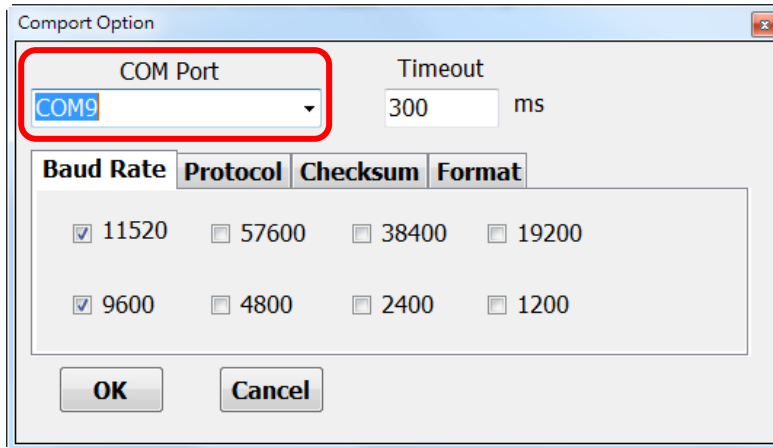 Comport Option
COM Port Timeout
COM9 300 ms
Baud Rate Protocol Checksum Format
11520 57600 38400 19200
9600 4800 2400 1200
OK Cancel